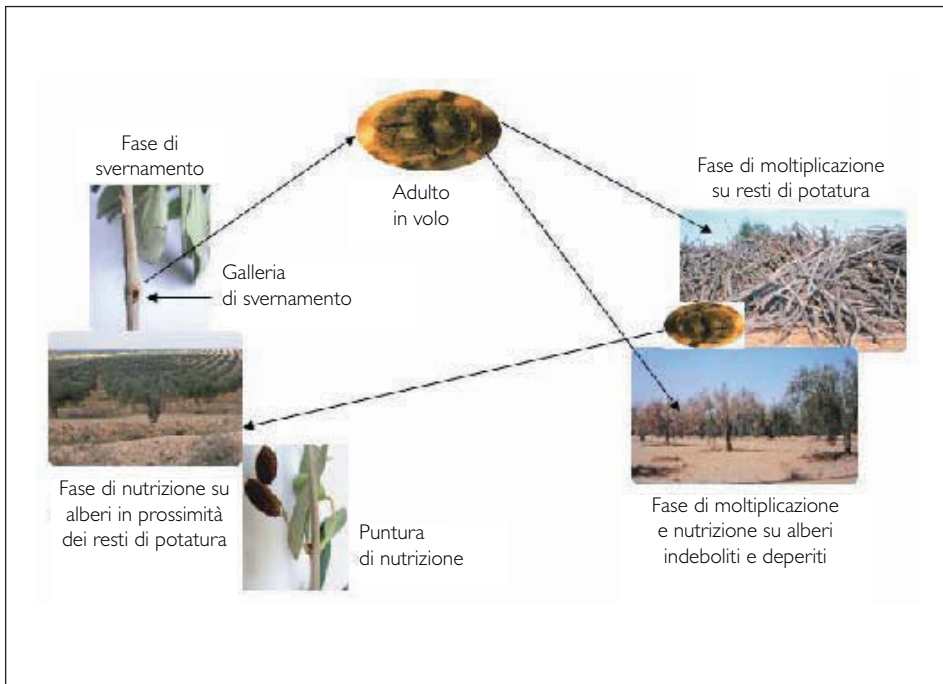 Fase di
svernamento
Adulto
in volo
Fase di moltiplicazione
su resti di potatura
Galleria
di svernamento
Fase di nutrizione su
alberi in prossimità
dei resti di potatura
Puntura
di nutrizione
Fase di moltiplicazione
e nutrizione su alberi
indeboliti e deperiti